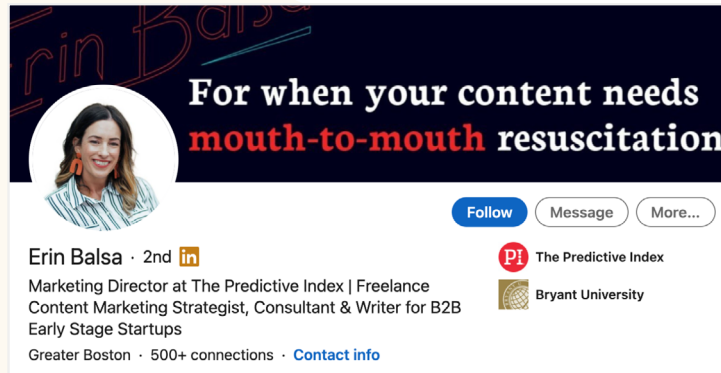 Erin Balsa
For when your content needs
mouth-to-mouth resuscitation
Follow
Message
More...
Erin Balsa · 2nd in
PI The Predictive Index
Marketing Director at The Predictive Index | Freelance
Content Marketing Strategist, Consultant & Writer for B2B
Early Stage Startups
Bryant University
Greater Boston · 500+ connections · Contact info